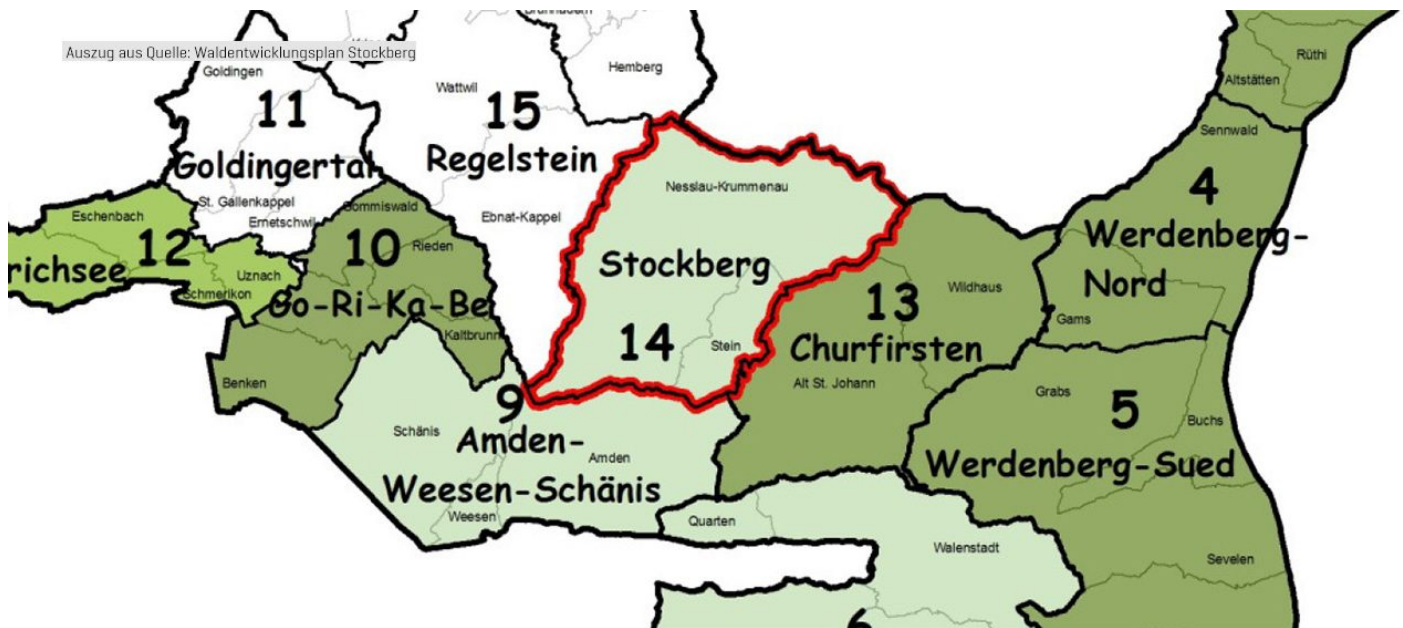 Brunnadern
Auszug aus Quelle: Waldentwicklungsplan Stockberg
Goldingen
Wattwil
Hemberg
Rüthi
Altstätten
11
15
Goldingertal
Regelstein
Sennwald
4
Werdenberg-
Nord
Nesslau-Krummenau
St. Gallenkappel
Ernetschwil
Gommiswald
Ebnat-Kappel
Eschenbach
12
richsee
Uznach
Schmerikon
10
Rieden
Go-Ri-Ka-Be
Kaltbrunn
Benken
Stockberg
14
Stein
13
Churfirsten
Wildhaus
Alt St. Johann
Gams
Grabs
5
Buchs
Werdenberg-Sued
9
Amden-
Weesen-Schänis
Schänis
Amden
Weesen
Quarten
Walenstadt
Sevelen
6